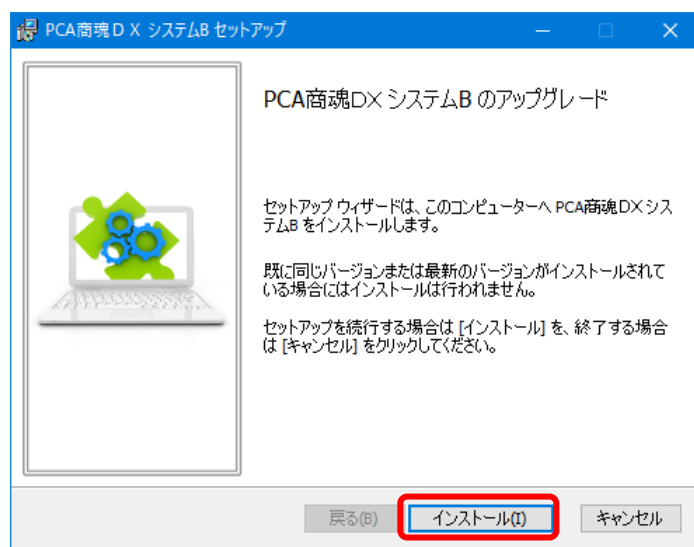 PCA商魂ＤＸ システムB セットアップ
PCA商魂DX システムB のアップグレード
セットアップ ウィザードは、このコンピューターへ PCA商魂DX シス
テムB をインストールします。
既に同じバージョンまたは最新のバージョンがインストールされて
いる場合にはインストールは行われません。
セットアップを続行する場合は [インストール] を、終了する場合
は [キャンセル] をクリックしてください。
戻る(B)
インストール(I)
キャンセル